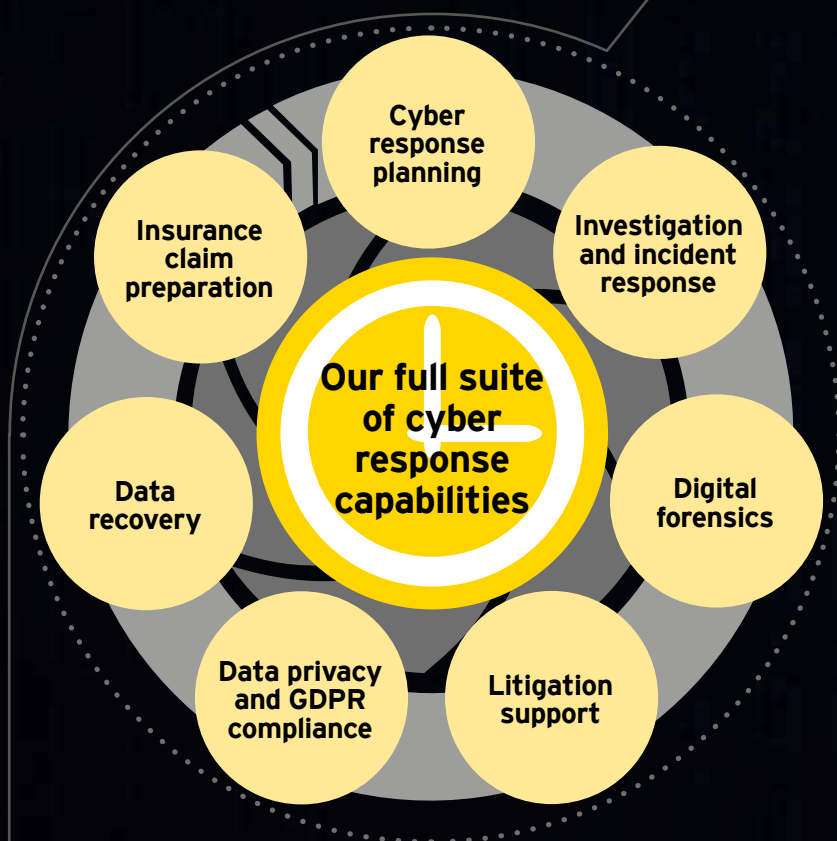 Cyber
response
planning
Investigation
and incident
response
Digital
forensics
Litigation
support
Data privacy
and GDPR
compliance
Data
recovery
Insurance
claim
preparation
Our full suite
of cyber
response
capabilities